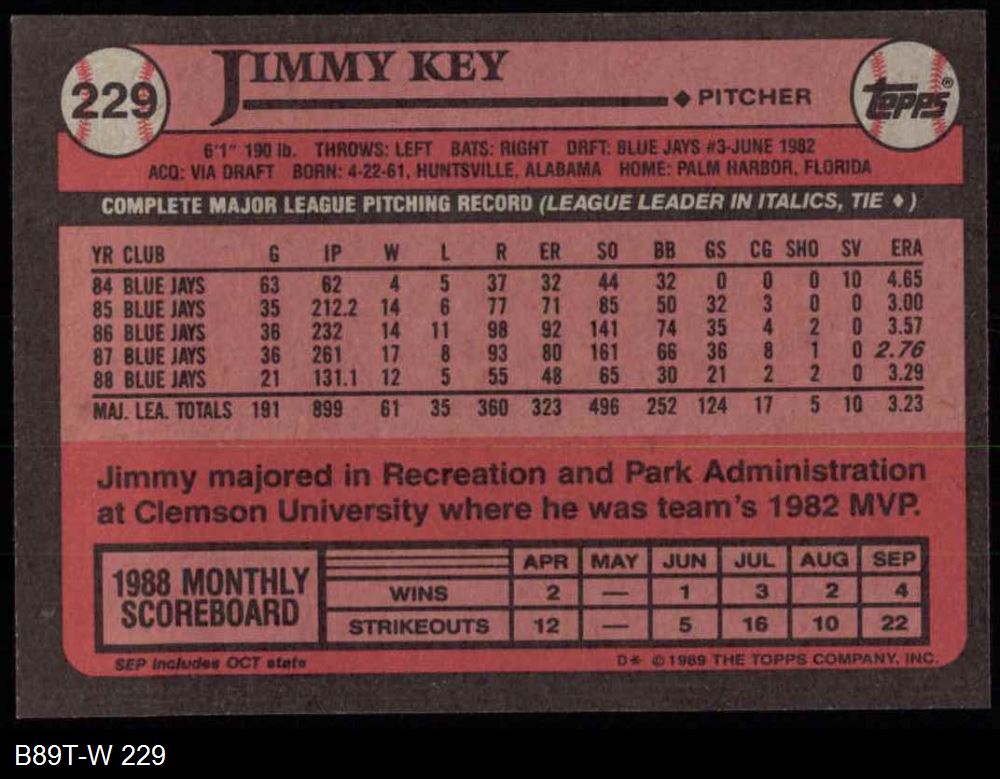 229
JIMMY KEY
◆ PITCHER
topps®
6'1" 190 lb. THROWS: LEFT BATS: RIGHT DRFT: BLUE JAYS #3-JUNE 1982
ACQ: VIA DRAFT BORN: 4-22-61, HUNTSVILLE, ALABAMA HOME: PALM HARBOR, FLORIDA
COMPLETE MAJOR LEAGUE PITCHING RECORD (LEAGUE LEADER IN ITALICS, TIE ♦)
YR CLUB G IP W L R ER SO BB GS CG SHO SV ERA
84 BLUE JAYS 63 62 4 5 37 32 44 32 0 0 0 10 4.65
85 BLUE JAYS 35 212.2 14 6 77 71 85 50 32 3 0 0 3.00
86 BLUE JAYS 36 232 14 11 98 92 141 74 35 4 2 0 3.57
87 BLUE JAYS 36 261 17 8 93 80 161 66 36 8 1 0 2.76
88 BLUE JAYS 21 131.1 12 5 55 48 65 30 21 2 2 0 3.29
MAJ. LEA. TOTALS 191 899 61 35 360 323 496 252 124 17 5 10 3.23
Jimmy majored in Recreation and Park Administration
at Clemson University where he was team's 1982 MVP.
1988 MONTHLY
SCOREBOARD
APR MAY JUN JUL AUG SEP
WINS 2 — 1 3 2 4
STRIKEOUTS 12 — 5 16 10 22
SEP includes OCT stats
D* © 1989 THE TOPPS COMPANY, INC.
B89T-W 229